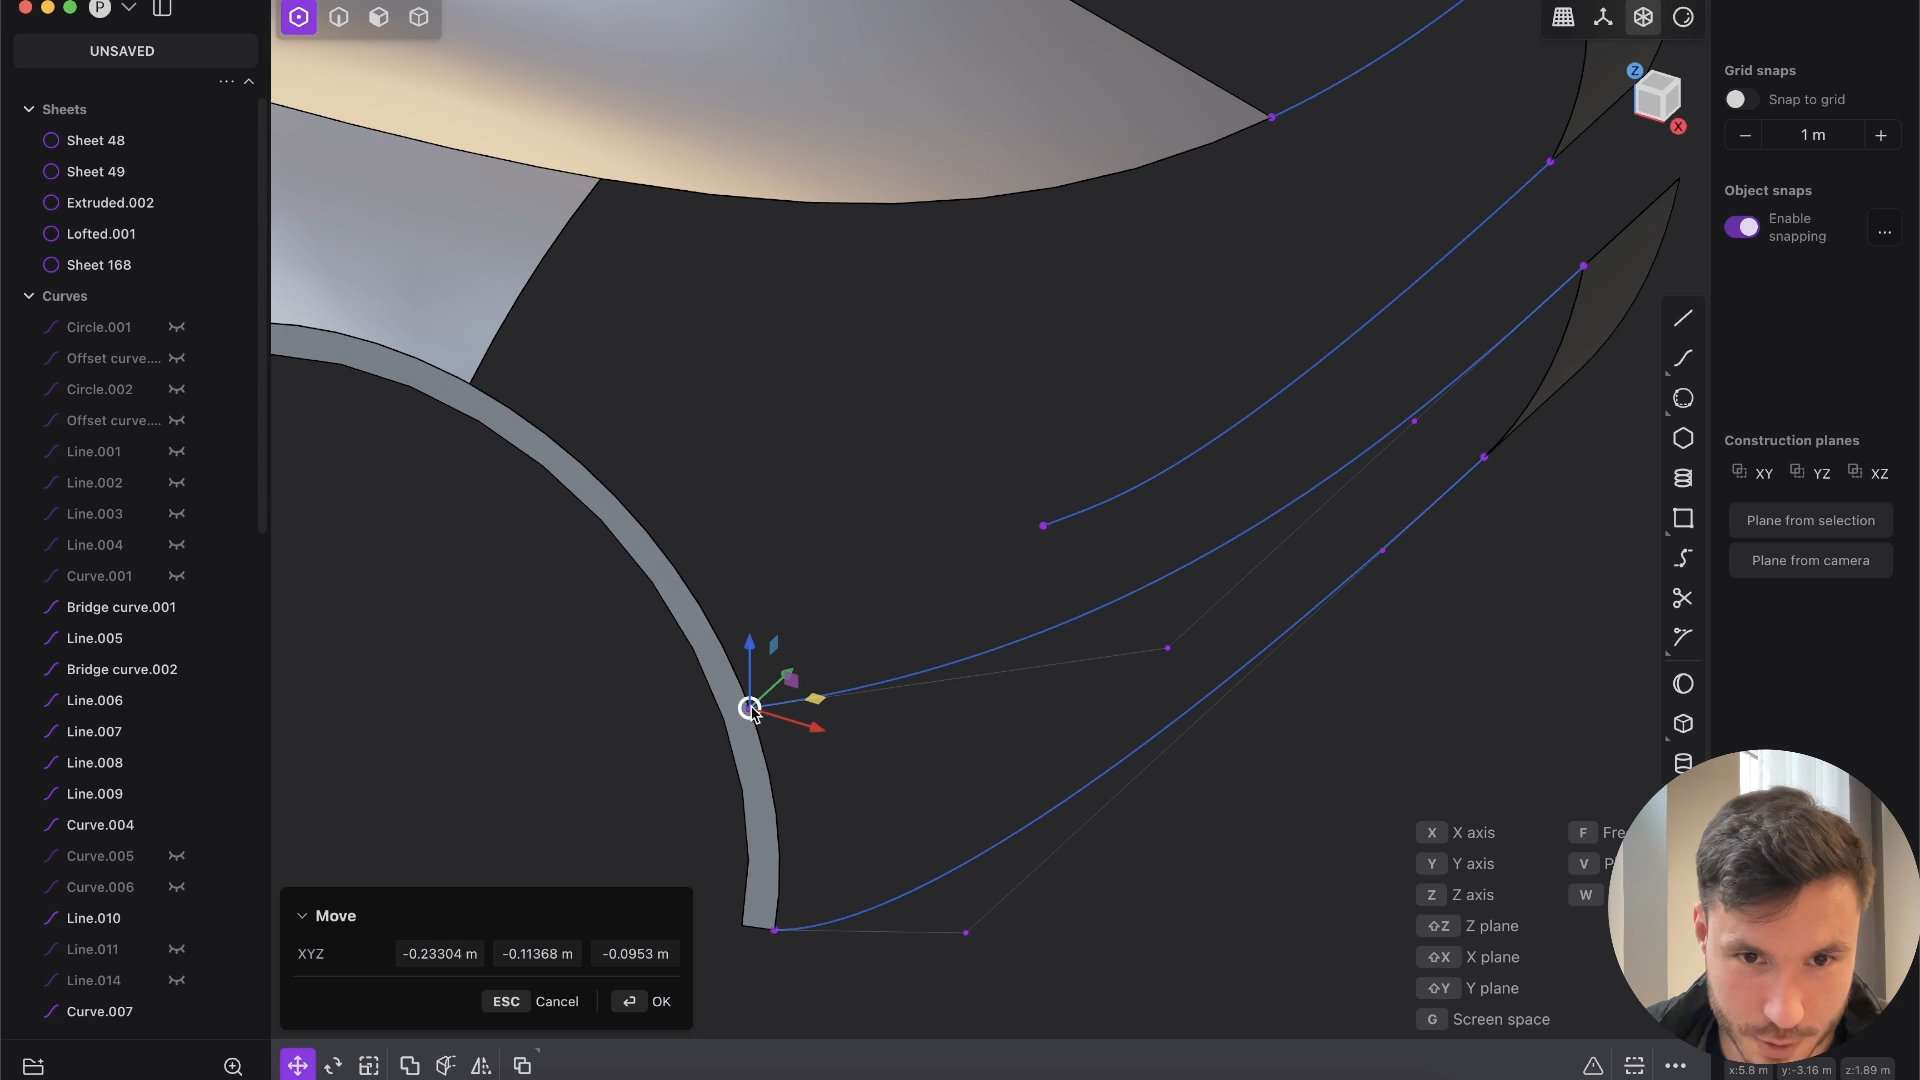 P
UNSAVED
Sheets
Sheet 48
Sheet 49
Extruded.002
Lofted.001
Sheet 168
Curves
Circle.001
Offset curve....
Circle.002
Offset curve....
Line.001
Line.002
Line.003
Line.004
Curve.001
Bridge curve.001
Line.005
Bridge curve.002
Line.006
Line.007
Line.008
Line.009
Curve.004
Curve.005
Curve.006
Line.010
Line.011
Line.014
Curve.007
Move
XYZ -0.23304 m -0.11368 m -0.0953 m
ESC Cancel OK
Z
X
Grid snaps
Snap to grid
− 1 m +
Object snaps
Enable
snapping
...
Construction planes
XY YZ XZ
Plane from selection
Plane from camera
X X axis F Fre
Y Y axis V P
Z Z axis W
⇧Z Z plane
⇧X X plane
⇧Y Y plane
G Screen space
x:5.8 m y:-3.16 m z:1.89 m